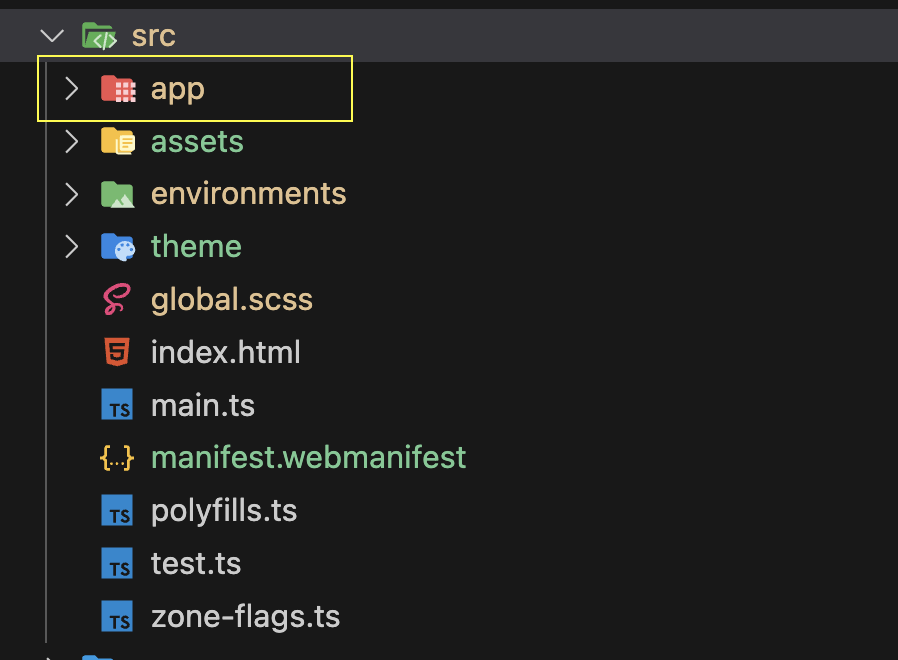 src
app
assets
environments
theme
global.scss
index.html
TS main.ts
{...} manifest.webmanifest
TS polyfills.ts
TS test.ts
TS zone-flags.ts